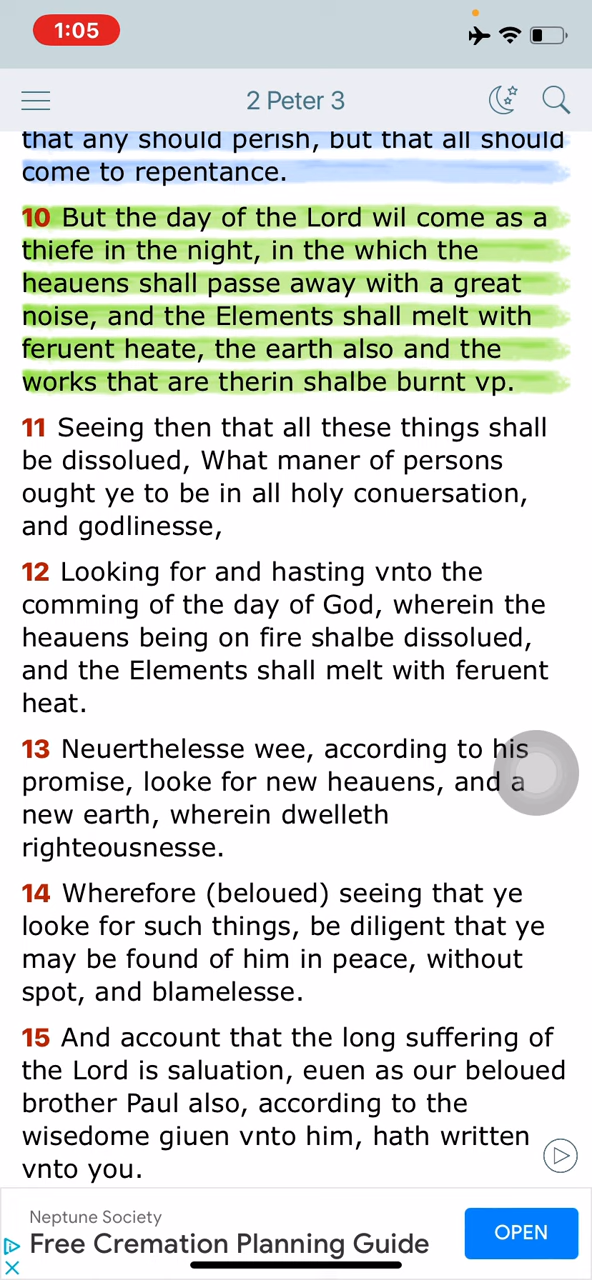 1:05
2 Peter 3
that any should perish, but that all should
come to repentance.
10 But the day of the Lord wil come as a
thiefe in the night, in the which the
heauens shall passe away with a great
noise, and the Elements shall melt with
feruent heate, the earth also and the
works that are therin shalbe burnt vp.
11 Seeing then that all these things shall
be dissolued, What maner of persons
ought ye to be in all holy conuersation,
and godlinesse,
12 Looking for and hasting vnto the
comming of the day of God, wherein the
heauens being on fire shalbe dissolued,
and the Elements shall melt with feruent
heat.
13 Neuerthelesse wee, according to his
promise, looke for new heauens, and a
new earth, wherein dwelleth
righteousnesse.
14 Wherefore (beloued) seeing that ye
looke for such things, be diligent that ye
may be found of him in peace, without
spot, and blamelesse.
15 And account that the long suffering of
the Lord is saluation, euen as our beloued
brother Paul also, according to the
wisedome giuen vnto him, hath written
vnto you.
Neptune Society
Free Cremation Planning Guide
OPEN